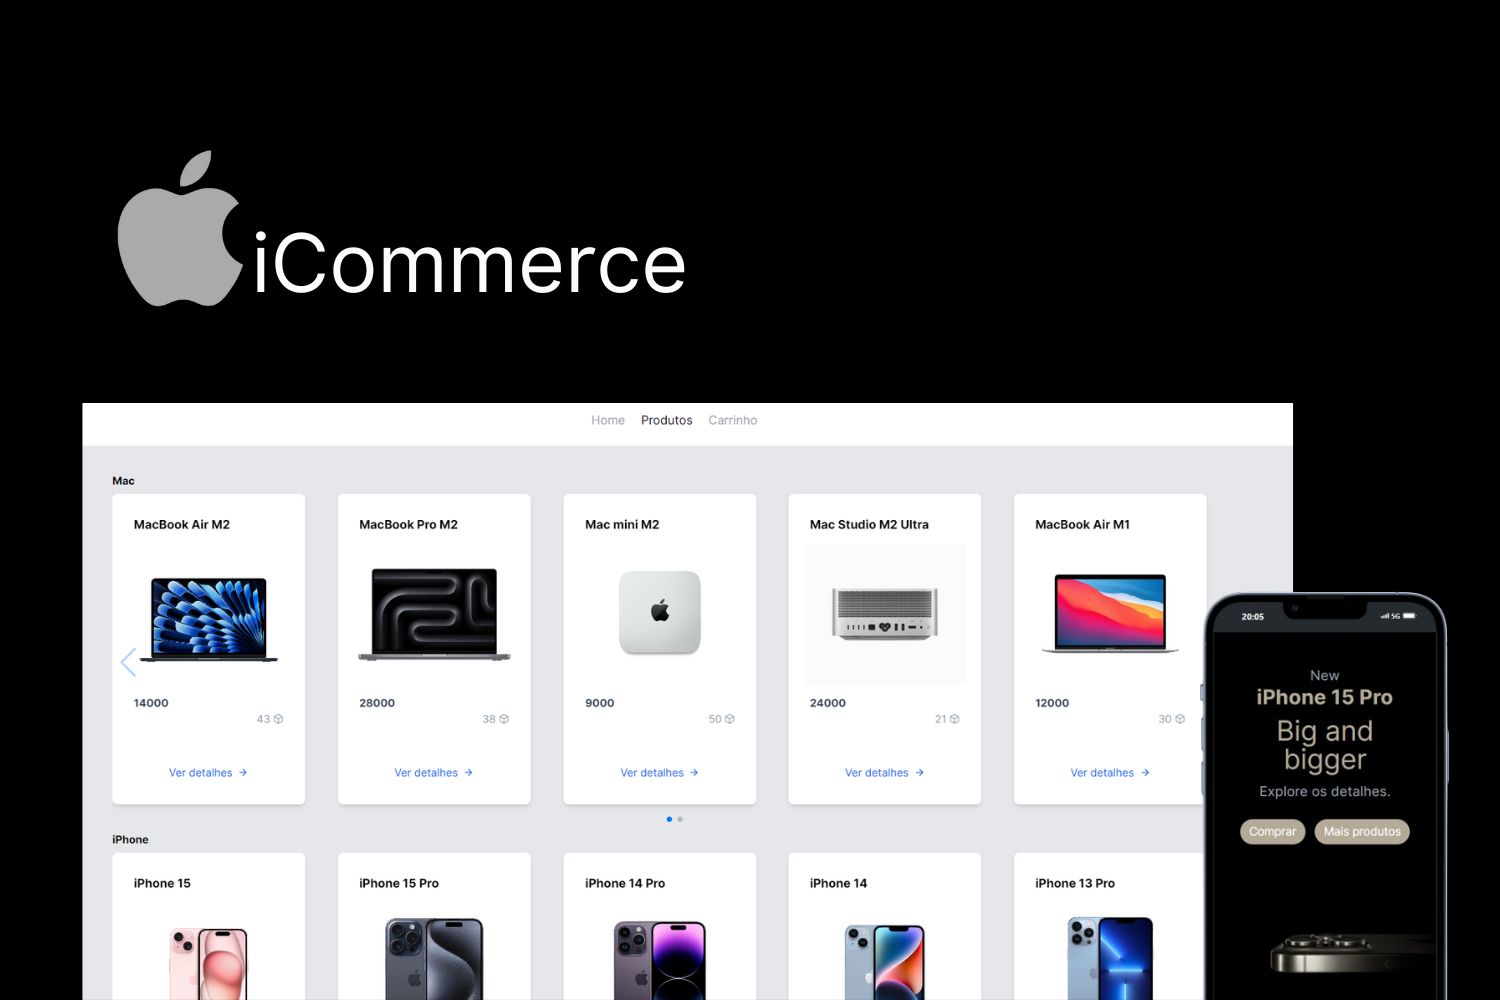 iCommerce
Home Produtos Carrinho
Mac
MacBook Air M2
14000
43
Ver detalhes →
MacBook Pro M2
28000
38
Ver detalhes →
Mac mini M2
9000
50
Ver detalhes →
Mac Studio M2 Ultra
24000
21
Ver detalhes →
MacBook Air M1
12000
30
Ver detalhes →
iPhone
iPhone 15
iPhone 15 Pro
iPhone 14 Pro
iPhone 14
iPhone 13 Pro
20:05
5G
New
iPhone 15 Pro
Big and
bigger
Explore os detalhes.
Comprar
Mais produtos